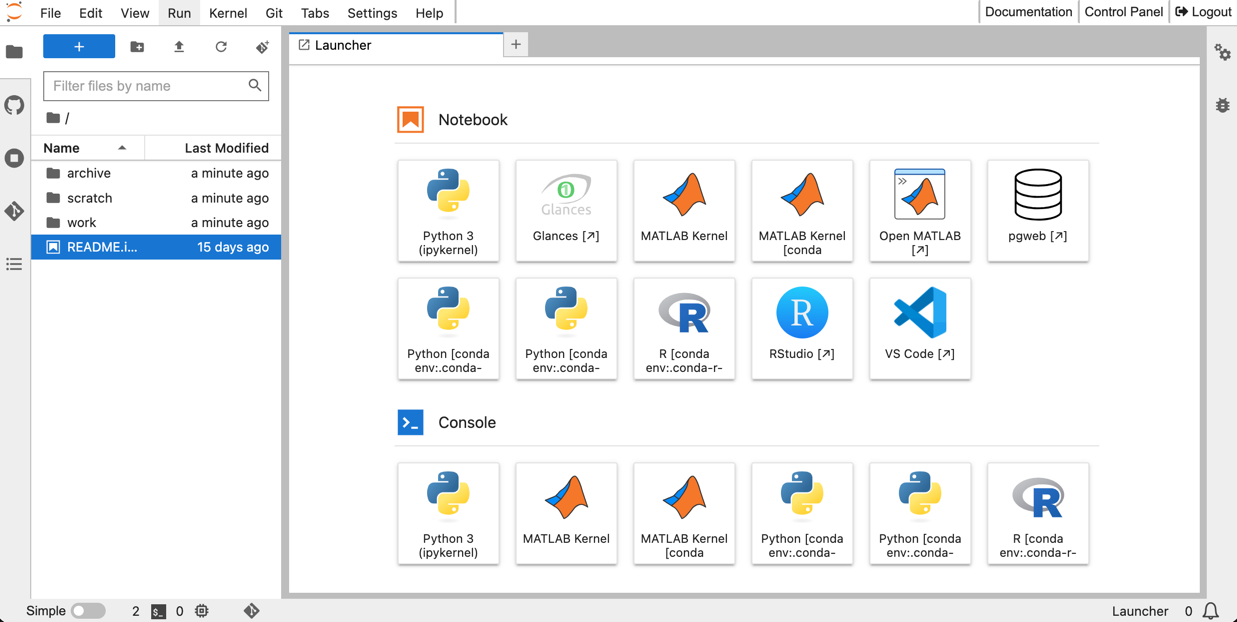 File Edit View Run Kernel Git Tabs Settings Help
Documentation Control Panel Logout
+
Launcher
+
Filter files by name
/
Name Last Modified
archive a minute ago
scratch a minute ago
work a minute ago
README.i... 15 days ago
Notebook
Python 3
(ipykernel)
Glances
Glances [↗]
MATLAB Kernel
MATLAB Kernel
[conda
>>
Open MATLAB
[↗]
pgweb [↗]
Python [conda
env:.conda-
Python [conda
env:.conda-
R [conda
env:.conda-r-
R
RStudio [↗]
VS Code [↗]
Console
Python 3
(ipykernel)
MATLAB Kernel
MATLAB Kernel
[conda
Python [conda
env:.conda-
Python [conda
env:.conda-
R [conda
env:.conda-r-
Simple 2 $_ 0
Launcher 0